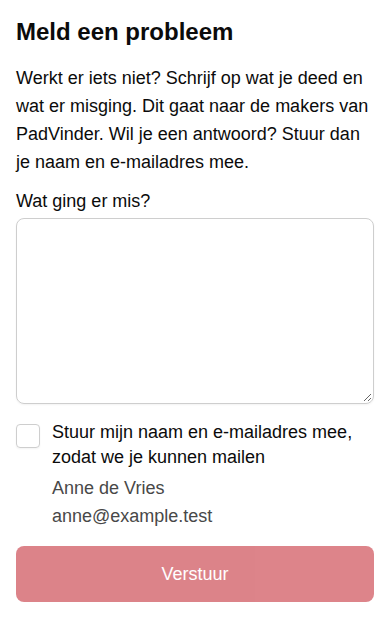 Meld een probleem
Werkt er iets niet? Schrijf op wat je deed en
wat er misging. Dit gaat naar de makers van
PadVinder. Wil je een antwoord? Stuur dan
je naam en e-mailadres mee.
Wat ging er mis?
Stuur mijn naam en e-mailadres mee,
zodat we je kunnen mailen
Anne de Vries
anne@example.test
Verstuur